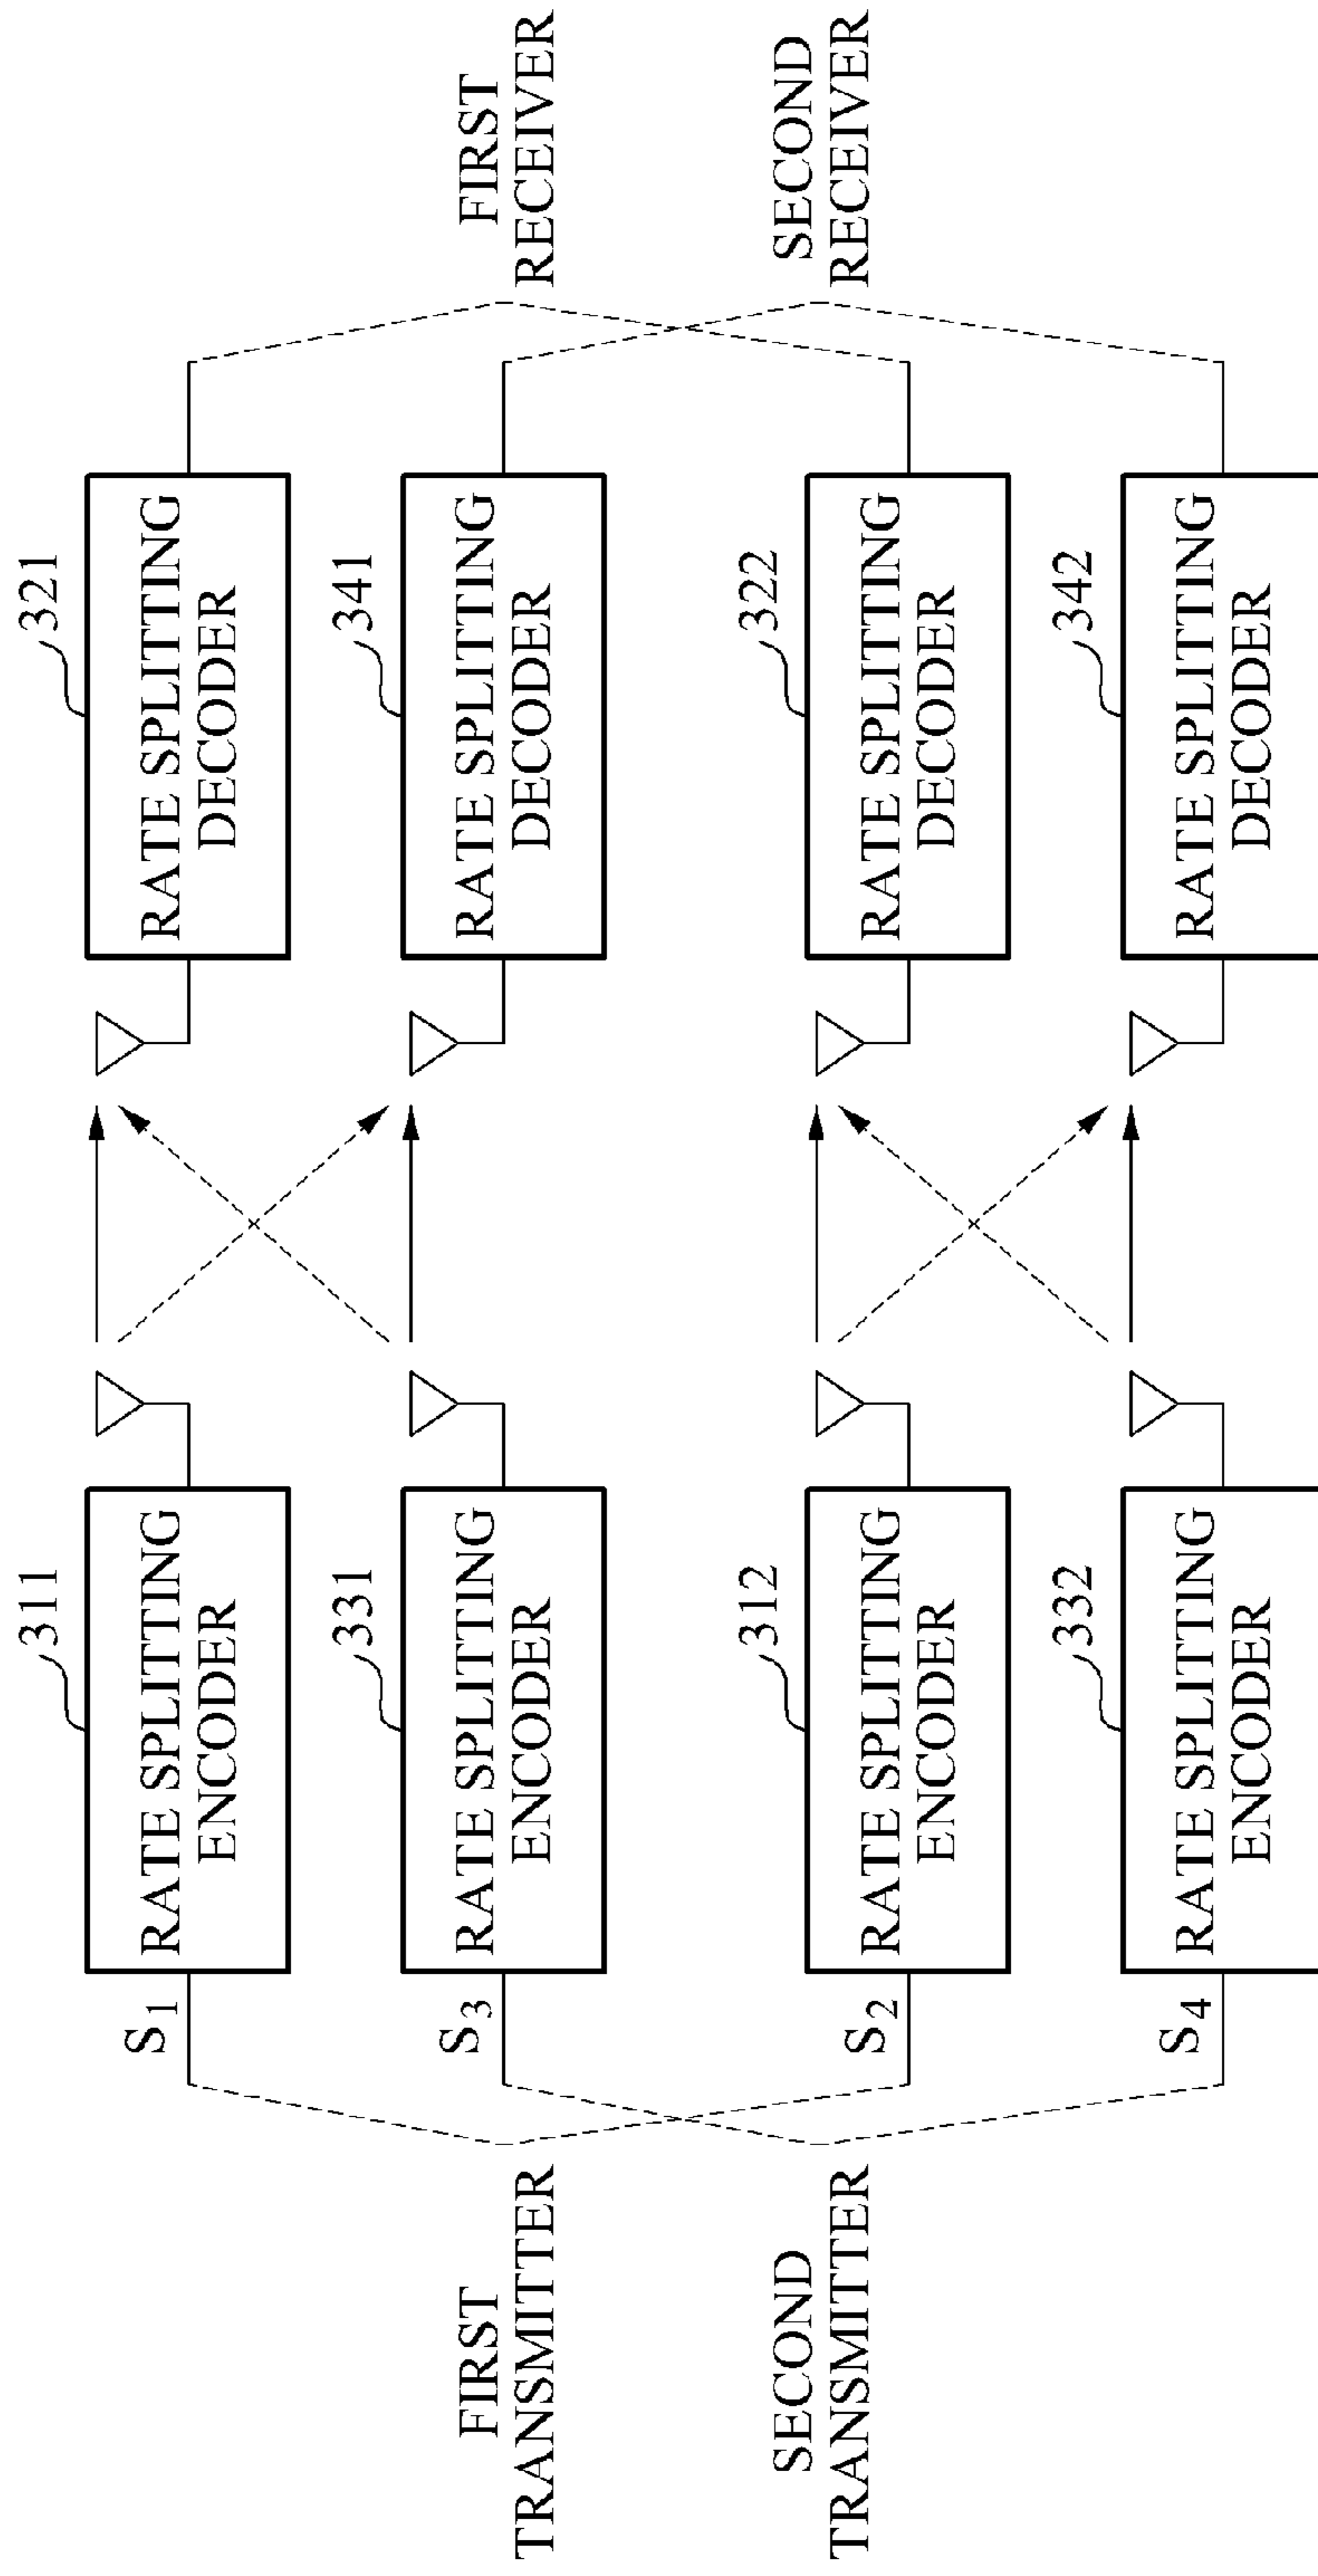 FIRST
TRANSMITTER
SECOND
TRANSMITTER
S1
311
RATE SPLITTING
ENCODER
S3
331
RATE SPLITTING
ENCODER
S2
312
RATE SPLITTING
ENCODER
S4
332
RATE SPLITTING
ENCODER
321
RATE SPLITTING
DECODER
341
RATE SPLITTING
DECODER
322
RATE SPLITTING
DECODER
342
RATE SPLITTING
DECODER
FIRST
RECEIVER
SECOND
RECEIVER